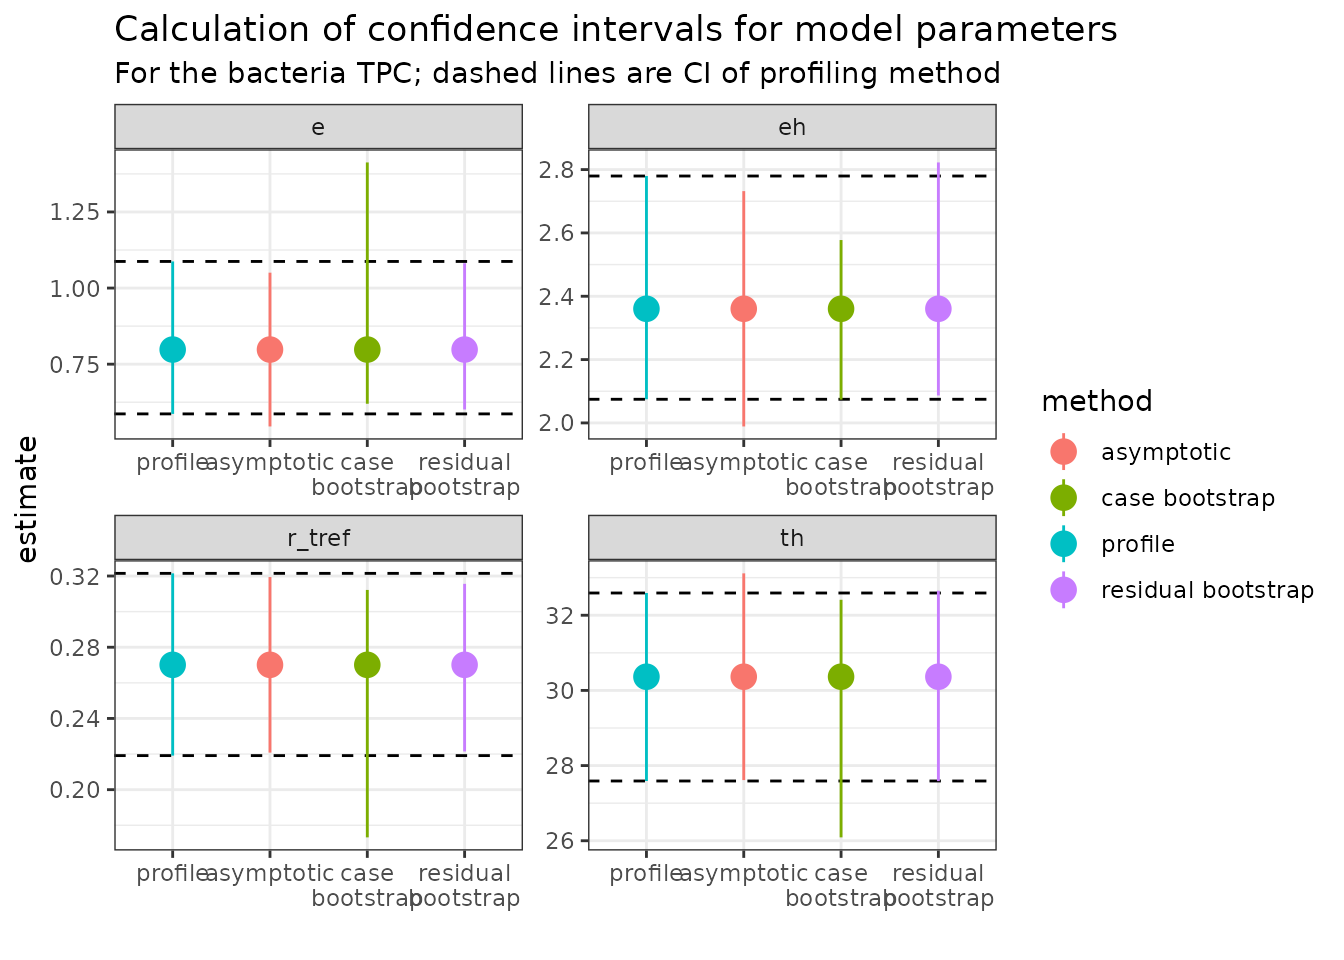 Calculation of confidence intervals for model parameters
For the bacteria TPC; dashed lines are CI of profiling method
estimate
e
1.25
1.00
0.75
profile asymptotic case bootstrap residual bootstrap
eh
2.8
2.6
2.4
2.2
2.0
profile asymptotic case bootstrap residual bootstrap
r_tref
0.32
0.28
0.24
0.20
profile asymptotic case bootstrap residual bootstrap
th
32
30
28
26
profile asymptotic case bootstrap residual bootstrap
method
asymptotic
case bootstrap
profile
residual bootstrap